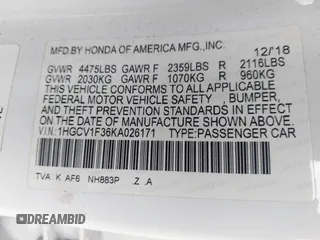 MFD BY HONDA OF AMERICA MFG.,INC. 12/18
GVWR 4475LBS GAWR F 2359LBS R 2116LBS
GVWR 2030KG GAWR F 1070KG R 960KG
THIS VEHICLE CONFORMS TO ALL APPLICABLE
FEDERAL MOTOR VEHICLE SAFETY , BUMPER, AND
THEFT PREVENTION STANDARDS IN EFFECT ON
THE DATE OF MANUFACTURE SHOWN ABOVE.
V.I.N:1HGCV1F36KA026171 TYPE:PASSENGER CAR
TVA K AF6 NH883P .Z .A
DREAMBID